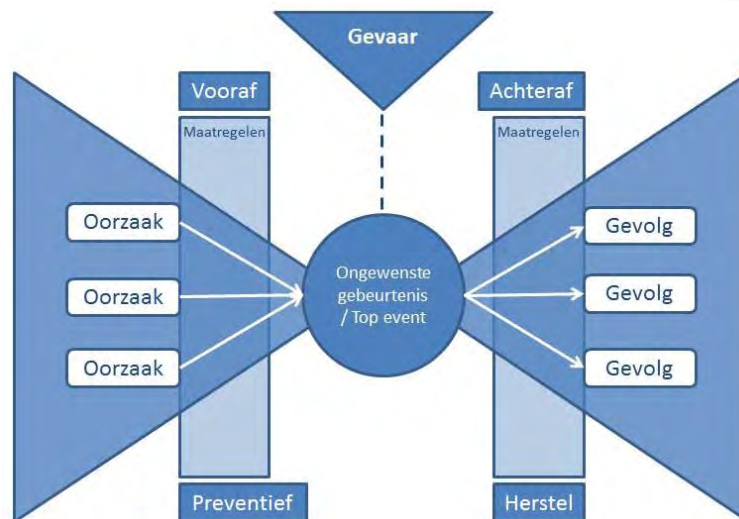 Gevaar
Vooraf
Achteraf
Maatregelen
Maatregelen
Oorzaak
Oorzaak
Oorzaak
Ongewenste
gebeurtenis
/ Top event
Gevolg
Gevolg
Gevolg
Preventief
Herstel